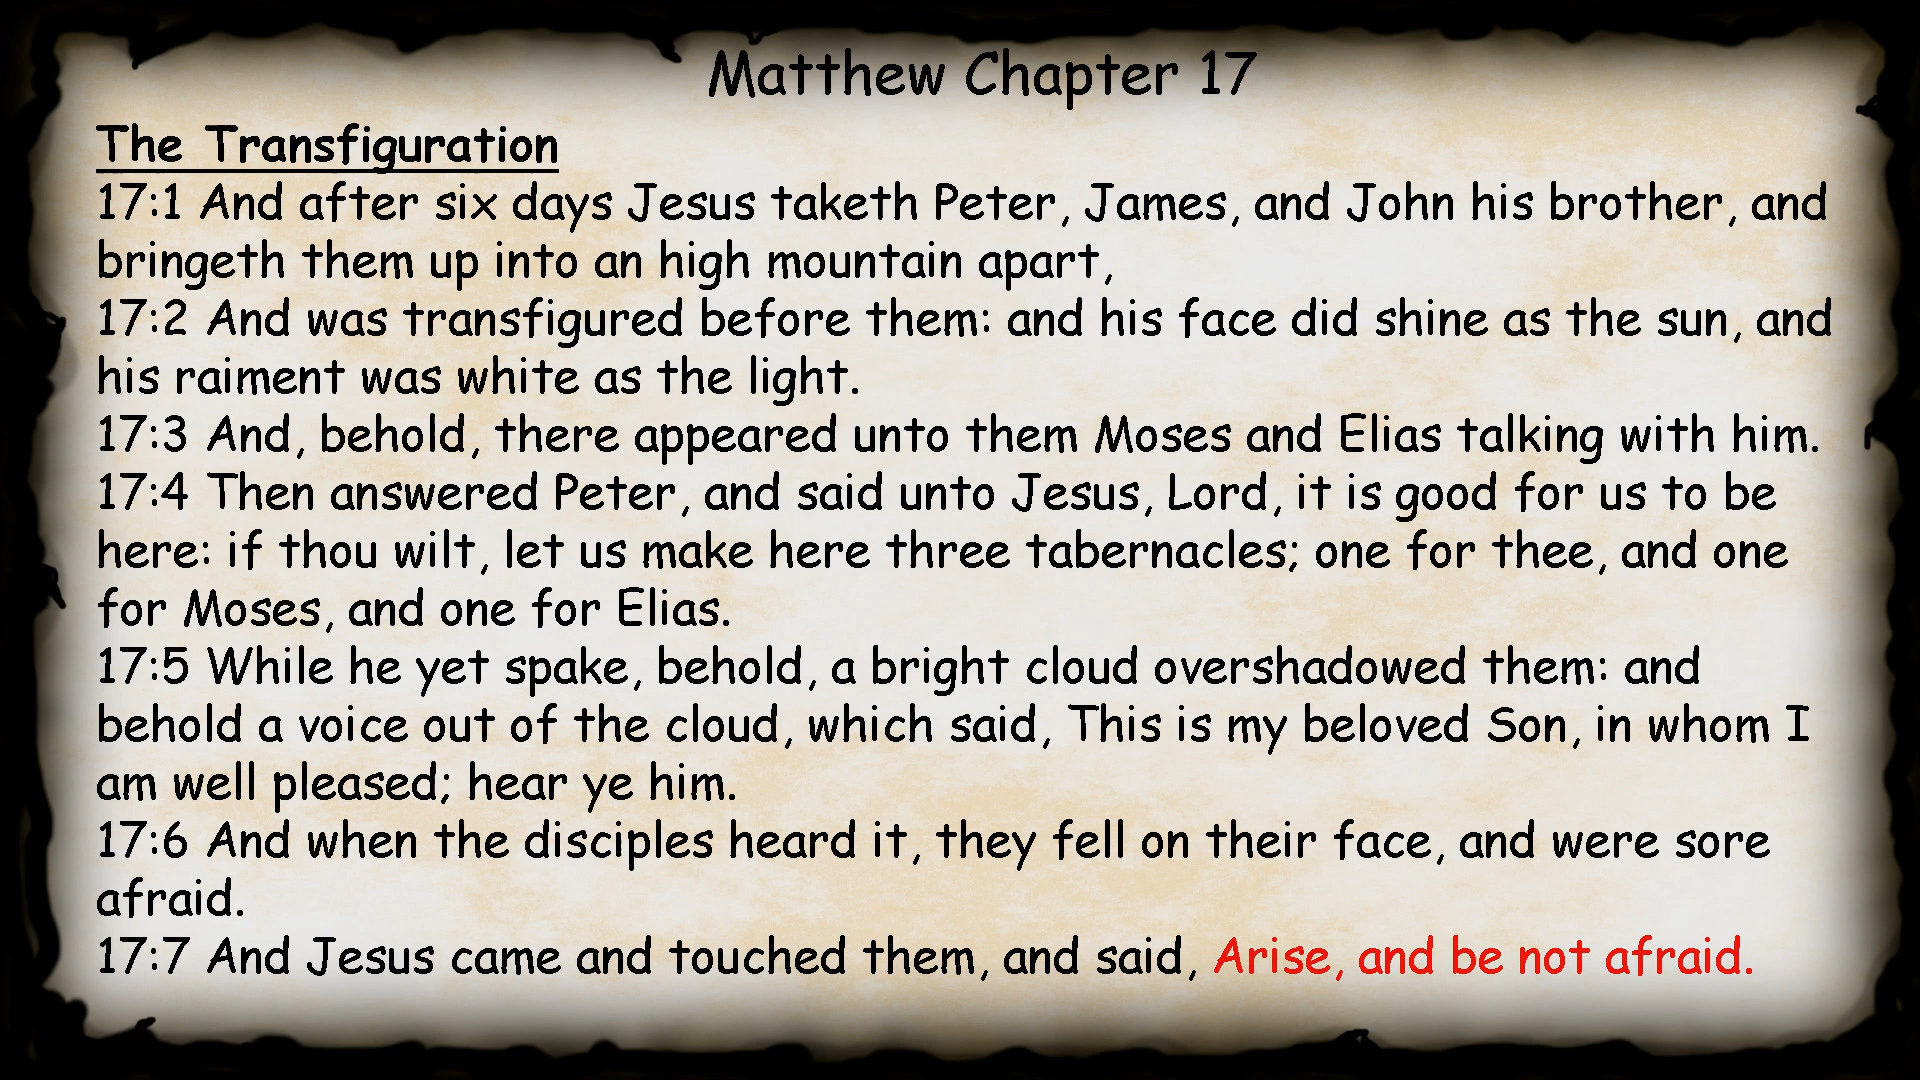 Matthew Chapter 17
The Transfiguration
17:1 And after six days Jesus taketh Peter, James, and John his brother, and
bringeth them up into an high mountain apart,
17:2 And was transfigured before them: and his face did shine as the sun, and
his raiment was white as the light.
17:3 And, behold, there appeared unto them Moses and Elias talking with him.
17:4 Then answered Peter, and said unto Jesus, Lord, it is good for us to be
here: if thou wilt, let us make here three tabernacles; one for thee, and one
for Moses, and one for Elias.
17:5 While he yet spake, behold, a bright cloud overshadowed them: and
behold a voice out of the cloud, which said, This is my beloved Son, in whom I
am well pleased; hear ye him.
17:6 And when the disciples heard it, they fell on their face, and were sore
afraid.
17:7 And Jesus came and touched them, and said, Arise, and be not afraid.